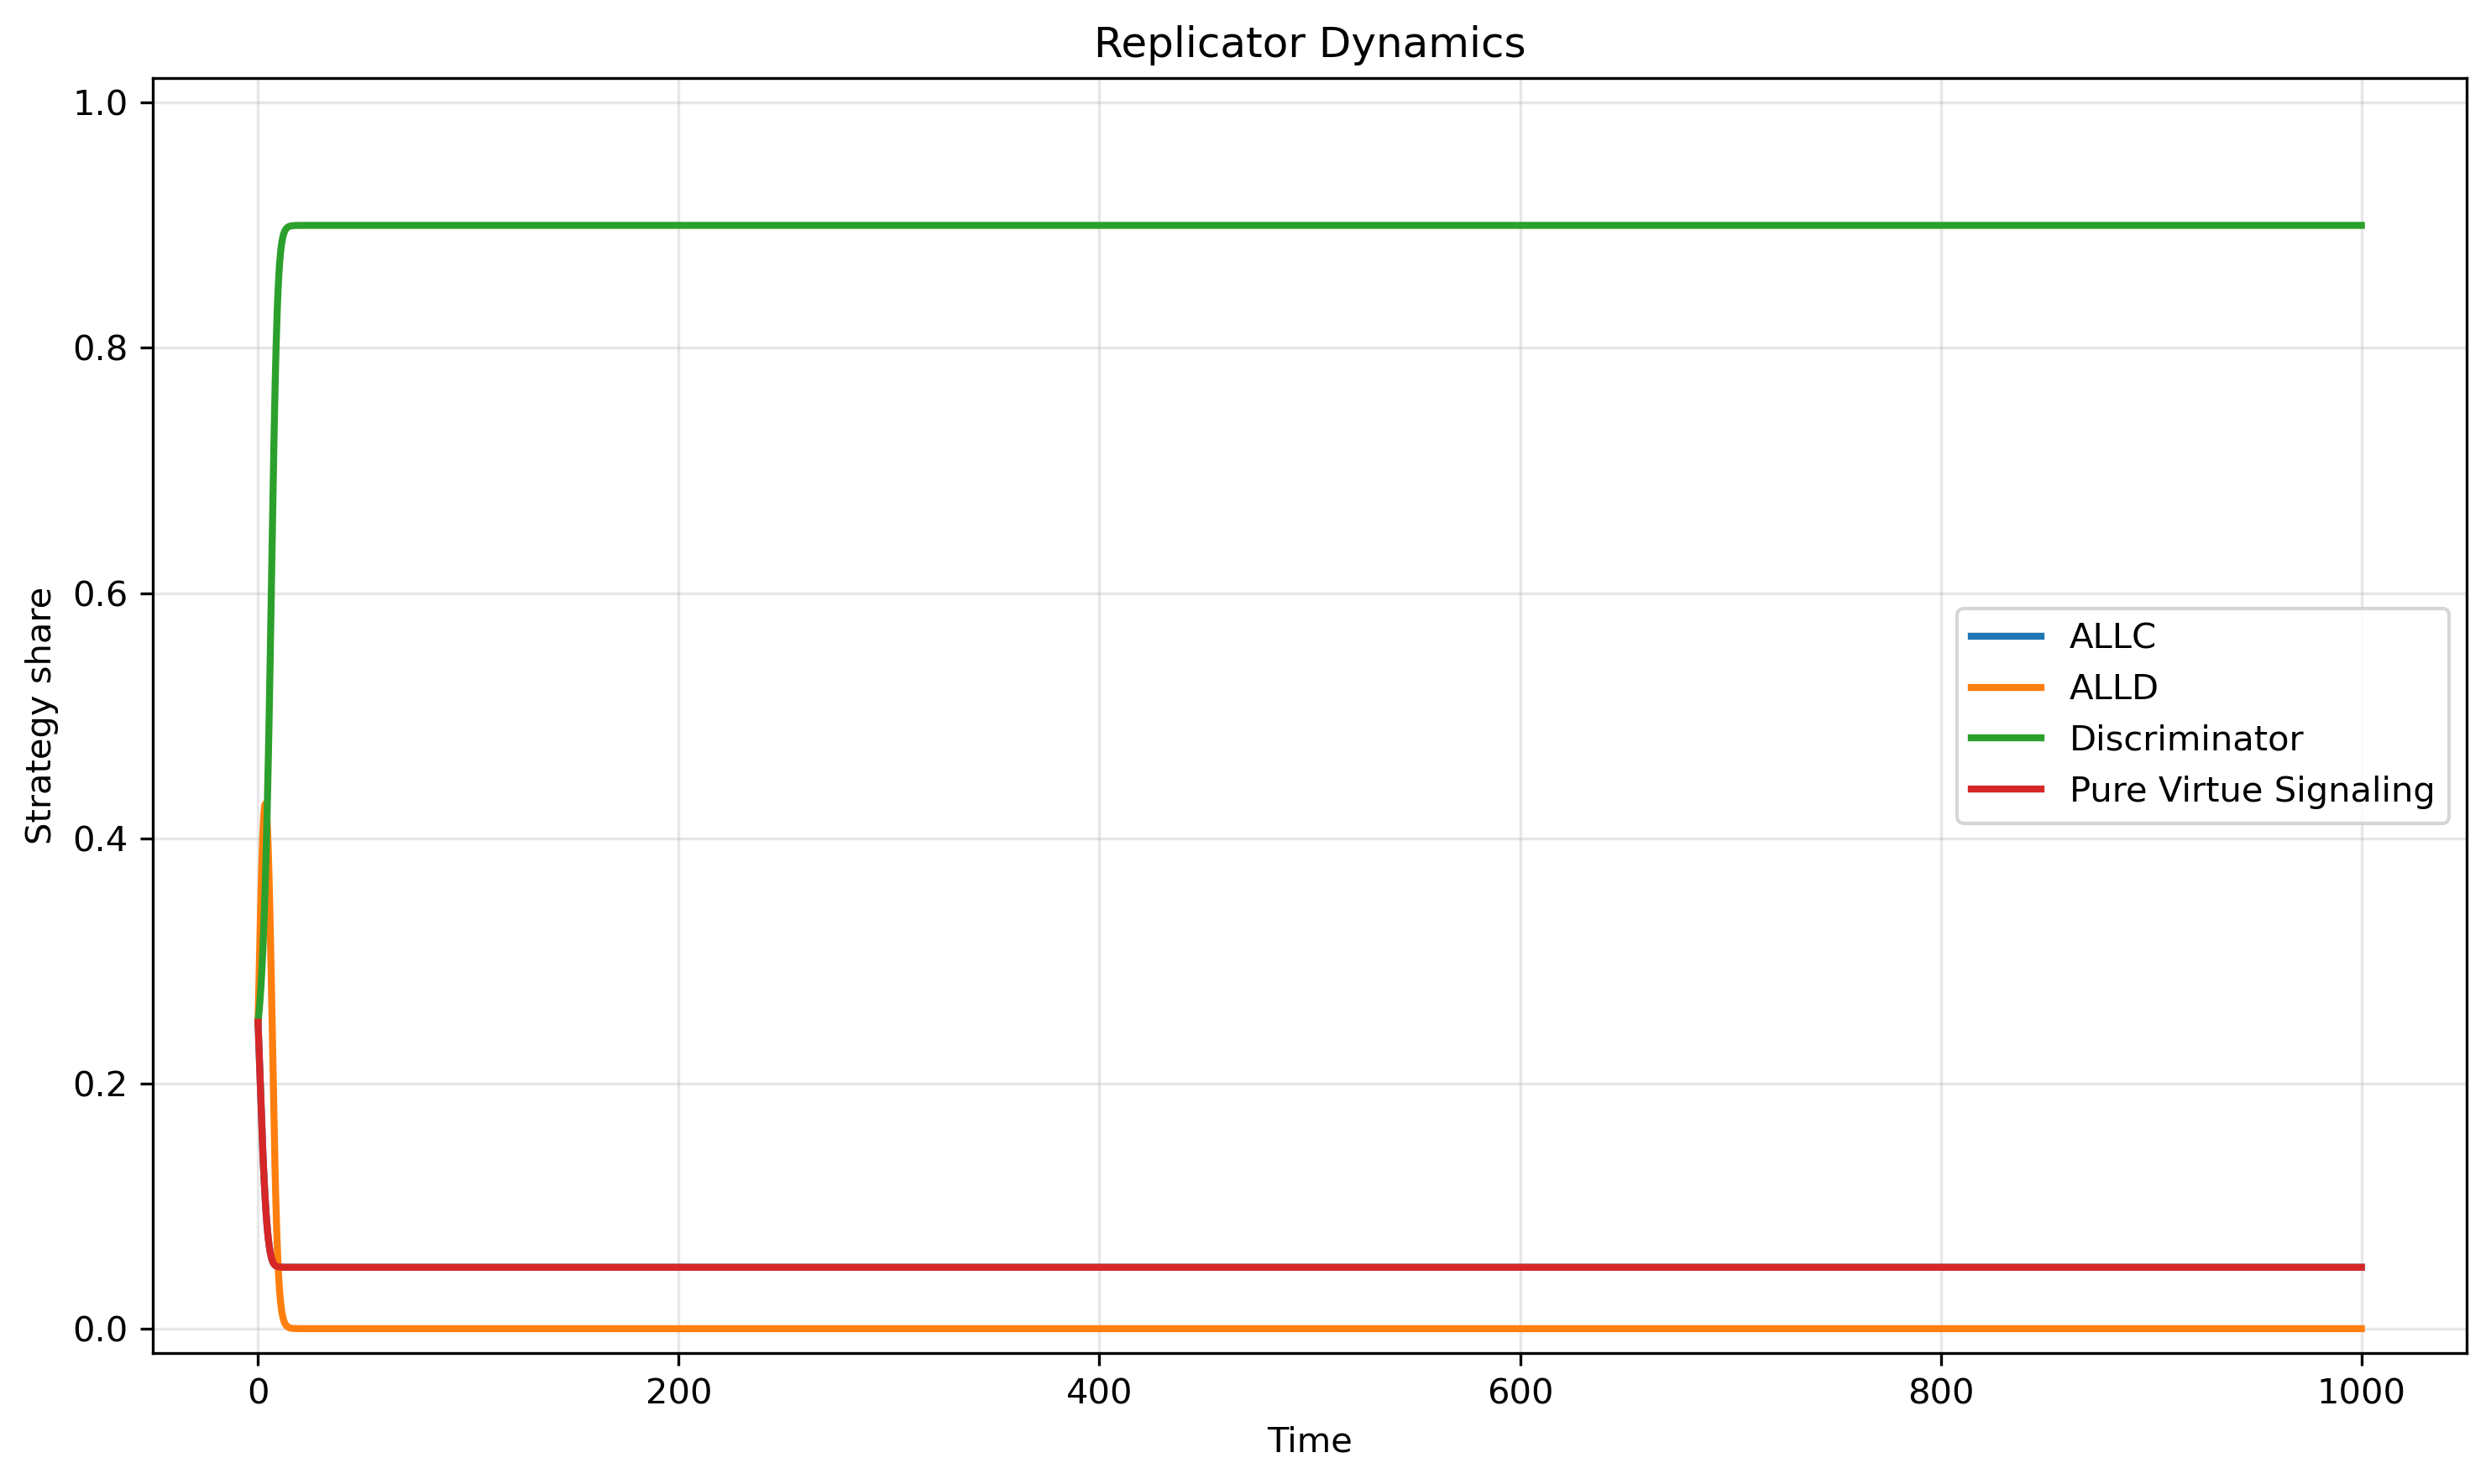 Replicator Dynamics
Strategy share
1.0
0.8
0.6
0.4
0.2
0.0
ALLC
ALLD
Discriminator
Pure Virtue Signaling
0 200 400 600 800 1000
Time